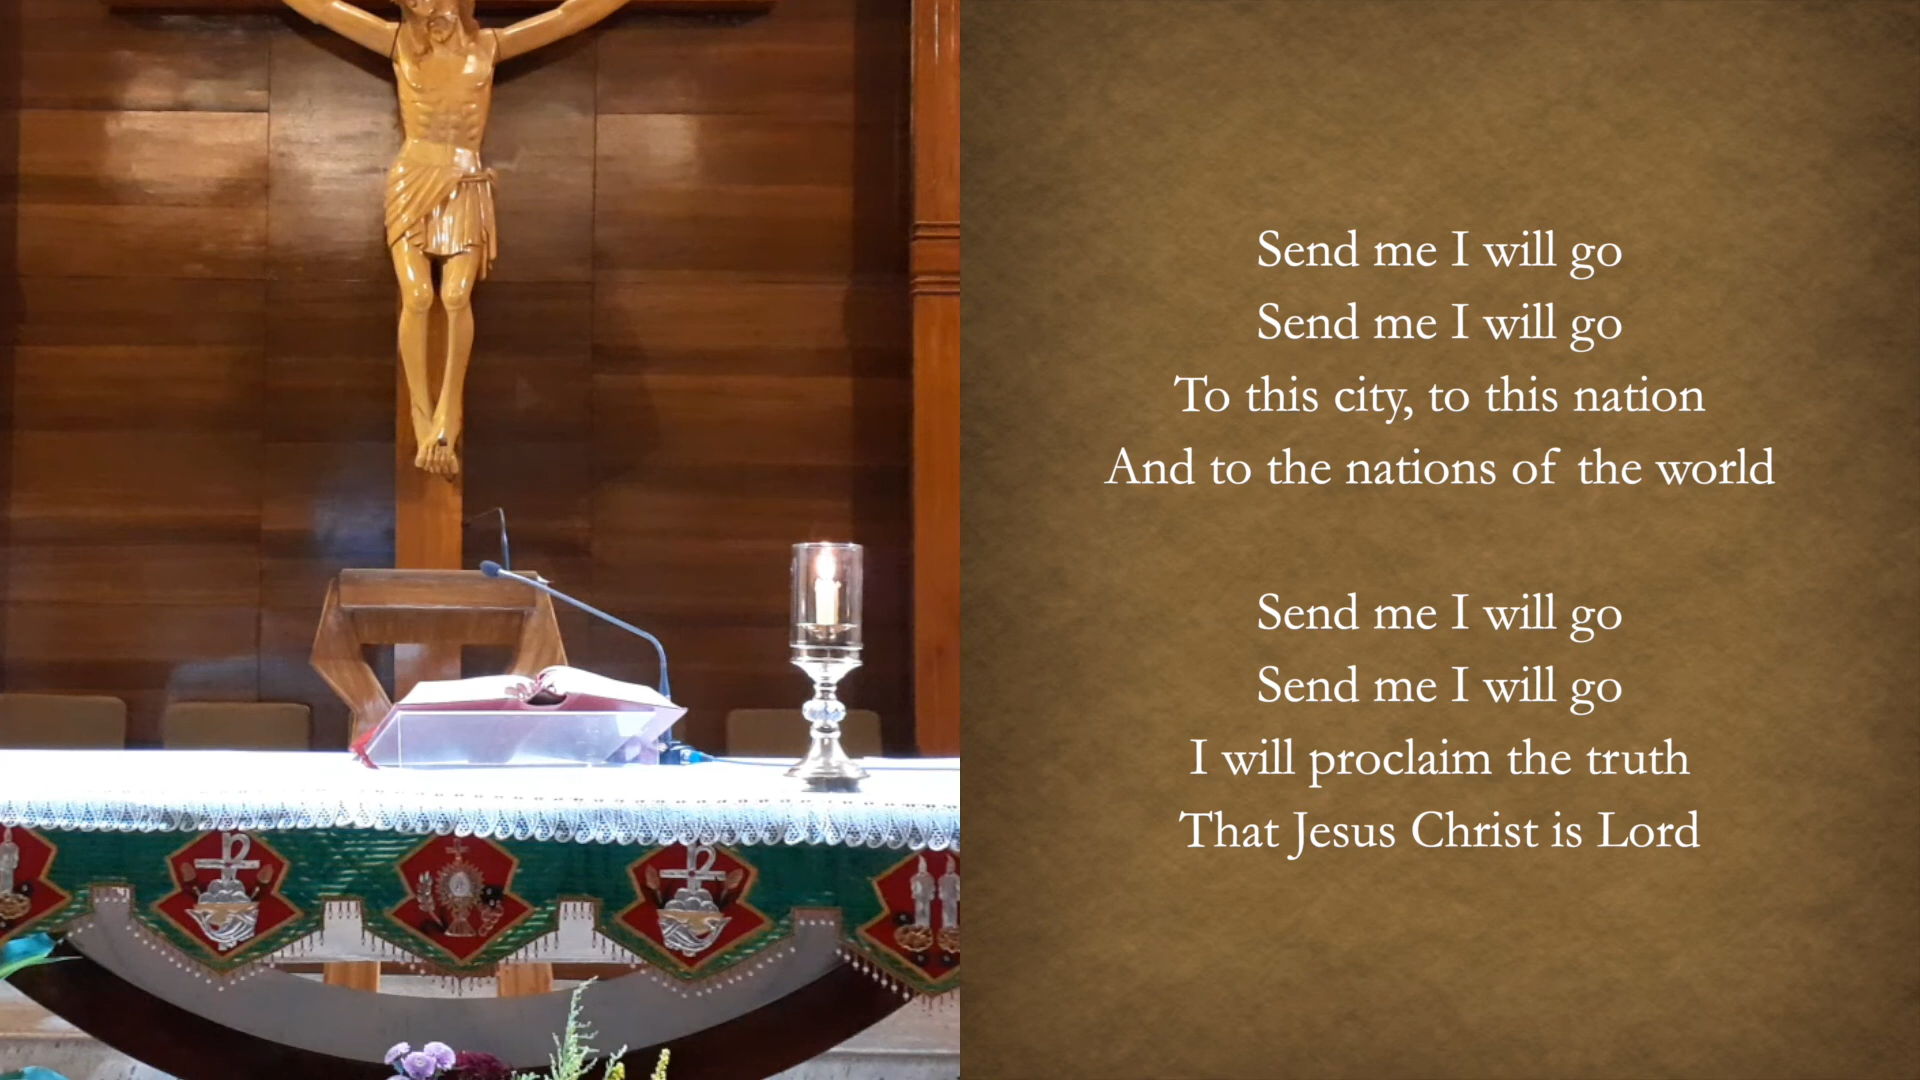 Send me I will go
Send me I will go
To this city, to this nation
And to the nations of the world
Send me I will go
Send me I will go
I will proclaim the truth
That Jesus Christ is Lord